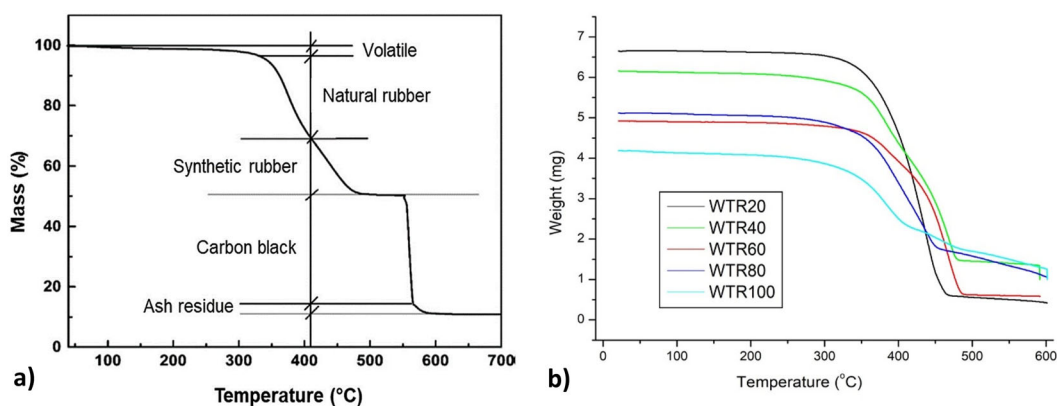 100
80
60
40
20
0
Mass (%)
Volatile
Natural rubber
Synthetic rubber
Carbon black
Ash residue
100
200
300
400
500
600
700
Temperature (°C)
a)
7
6
5
4
3
2
1
0
Weight (mg)
WTR20
WTR40
WTR60
WTR80
WTR100
0
100
200
300
400
500
600
Temperature (°C)
b)